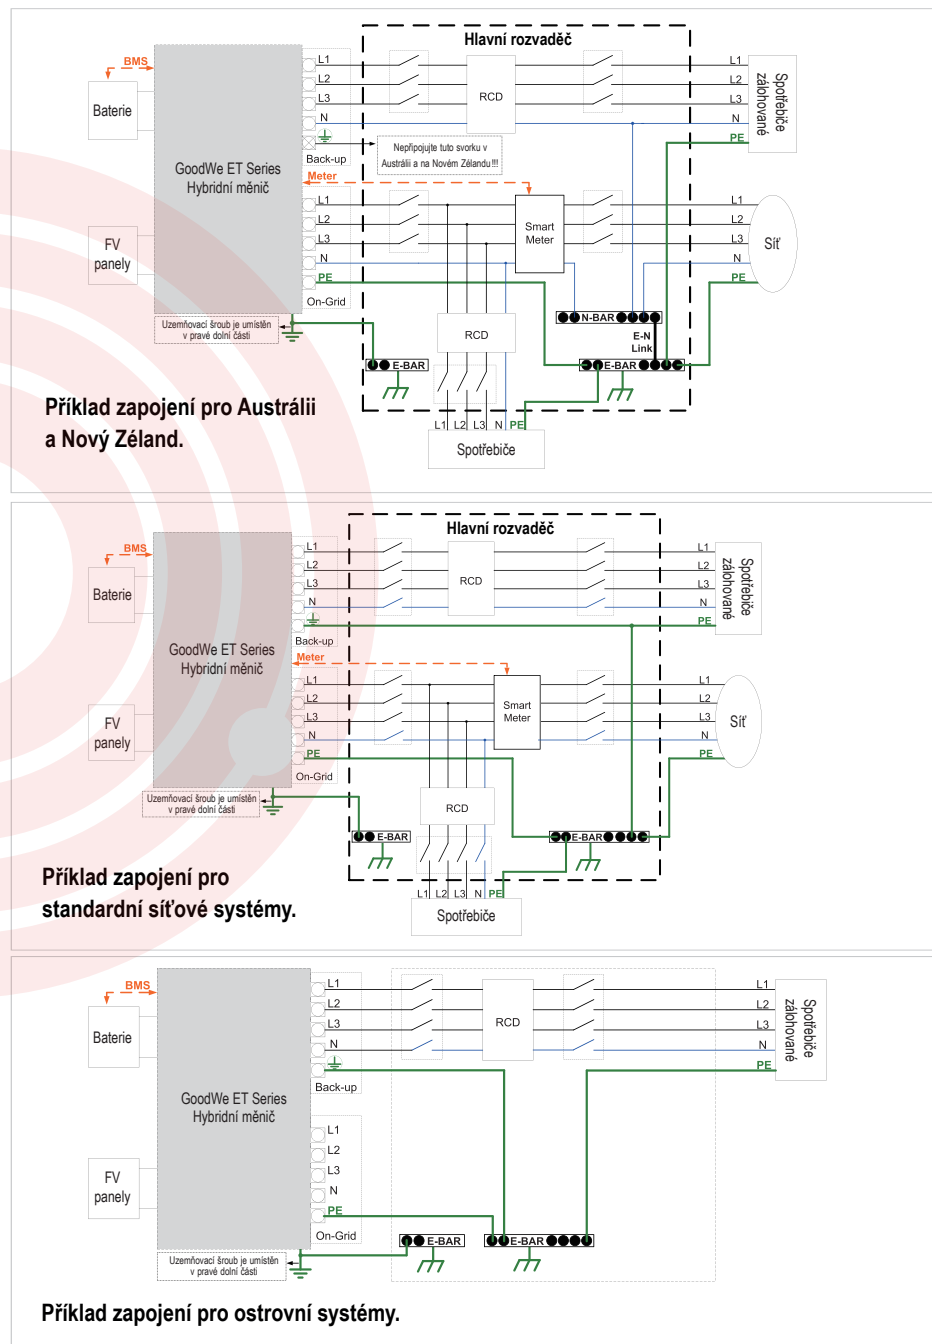 Hlavní rozvaděč
BMS
Baterie
GoodWe ET Series
Hybridní měnič
FV
panely
L1
L2
L3
N
Back-up
RCD
Nepřipojujte tuto svorku v
Austrálii a na Novém Zélandu!!!
Meter
L1
L2
L3
N
PE
On-Grid
Smart
Meter
L1
L2
L3
N
PE
Spotřebiče
zálohované
L1
L2
L3
N
PE
Síť
N-BAR
E-N
Link
RCD
E-BAR
E-BAR
Uzemňovací šroub je umístěn
v pravé dolní části
L1 L2 L3 N PE
Spotřebiče
Příklad zapojení pro Austrálii
a Nový Zéland.
Hlavní rozvaděč
BMS
Baterie
GoodWe ET Series
Hybridní měnič
FV
panely
L1
L2
L3
N
Back-up
RCD
Meter
L1
L2
L3
N
PE
On-Grid
Smart
Meter
L1
L2
L3
N
PE
Spotřebiče
zálohované
L1
L2
L3
N
PE
Síť
RCD
E-BAR
E-BAR
Uzemňovací šroub je umístěn
v pravé dolní části
L1 L2 L3 N PE
Spotřebiče
Příklad zapojení pro
standardní síťové systémy.
BMS
Baterie
GoodWe ET Series
Hybridní měnič
FV
panely
L1
L2
L3
N
Back-up
RCD
L1
L2
L3
N
PE
Spotřebiče
zálohované
L1
L2
L3
N
PE
On-Grid
E-BAR
E-BAR
Uzemňovací šroub je umístěn
v pravé dolní části
Příklad zapojení pro ostrovní systémy.